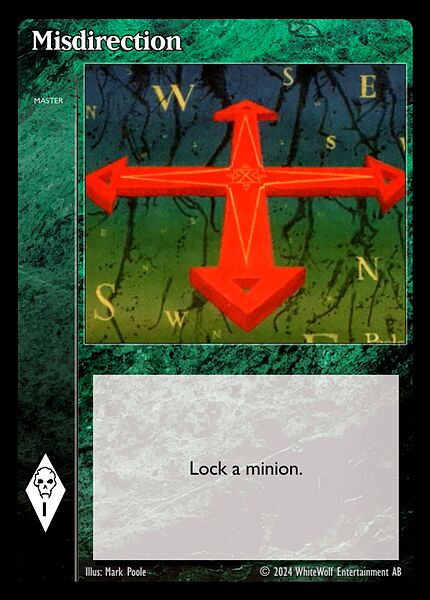 Misdirection
MASTER
W
S
E
N
S
N
S
W
N
E
Lock a minion.
I
Illus: Mark Poole
© 2024 WhiteWolf Entertainment AB